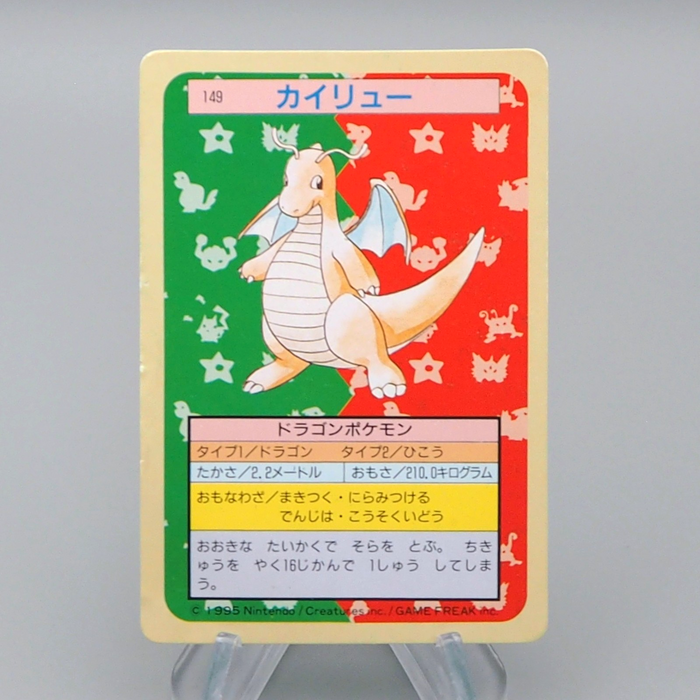 149 カイリュー
ドラゴンポケモン
タイプ1／ドラゴン タイプ2／ひこう
たかさ／2.2メートル おもさ／210.0キログラム
おもなわざ／まきつく・にらみつける
でんじは・こうそくいどう
おおきな たいかくで そらを とぶ。 ちき
ゅうを やく16じかんで 1しゅう してしま
う。
© 1995 Nintendo / Creatures inc. / GAME FREAK inc.